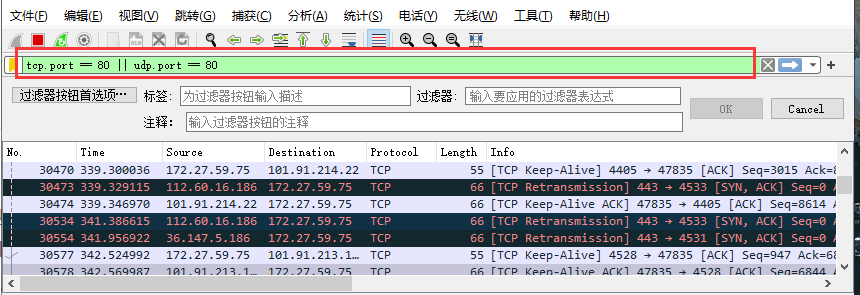 文件(F) 编辑(E) 视图(V) 跳转(G) 捕获(C) 分析(A) 统计(S) 电话(Y) 无线(W) 工具(T) 帮助(H)
tcp.port == 80 || udp.port == 80
过滤器按钮首选项… 标签: 为过滤器按钮输入描述 过滤器: 输入要应用的过滤器表达式 OK Cancel
注释: 输入过滤器按钮的注释
No. Time Source Destination Protocol Length Info
30470 339.300036 172.27.59.75 101.91.214.22 TCP 55 [TCP Keep-Alive] 4405 → 47835 [ACK] Seq=3015 Ack=8
30473 339.329115 112.60.16.186 172.27.59.75 TCP 66 [TCP Retransmission] 443 → 4533 [SYN, ACK] Seq=0 A
30474 339.346970 101.91.214.22 172.27.59.75 TCP 66 [TCP Keep-Alive ACK] 47835 → 4405 [ACK] Seq=8614 A
30534 341.386615 112.60.16.186 172.27.59.75 TCP 66 [TCP Retransmission] 443 → 4533 [SYN, ACK] Seq=0 A
30554 341.956922 36.147.5.186 172.27.59.75 TCP 66 [TCP Retransmission] 443 → 4531 [SYN, ACK] Seq=0 A
30577 342.524992 172.27.59.75 101.91.213.1… TCP 55 [TCP Keep-Alive] 4528 → 47835 [ACK] Seq=947 Ack=68
30578 342.569987 101.91.213.1… 172.27.59.75 TCP 66 [TCP Keep-Alive ACK] 47835 → 4528 [ACK] Seq=6844 A